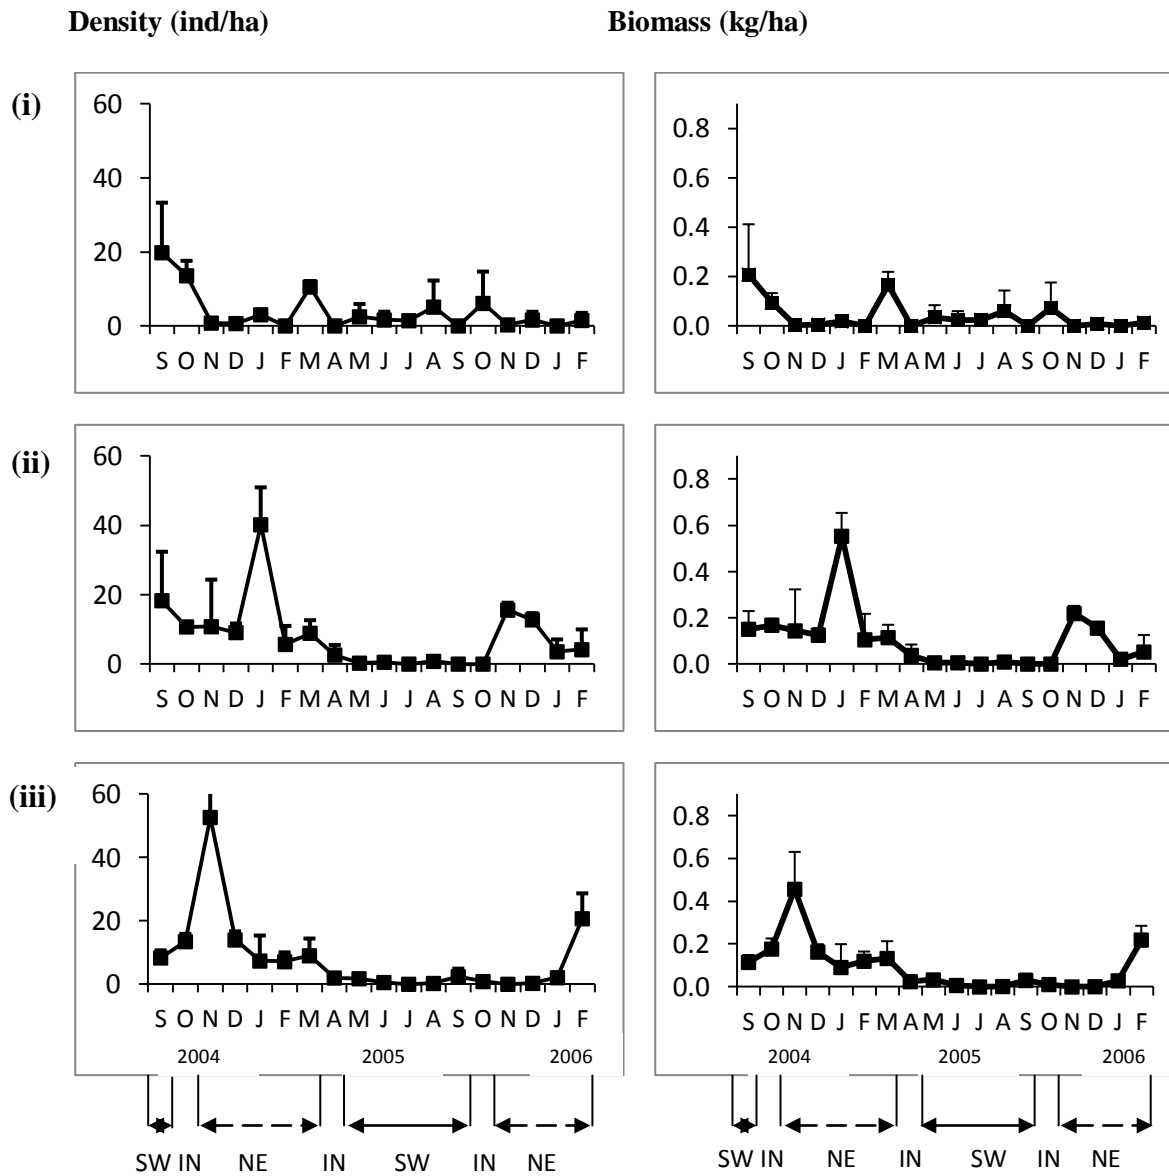 Density (ind/ha) Biomass (kg/ha)
(i)
60
40
20
0
S O N D J F M A M J J A S O N D J F
0.8
0.6
0.4
0.2
0.0
S O N D J F M A M J J A S O N D J F
(ii)
60
40
20
0
S O N D J F M A M J J A S O N D J F
0.8
0.6
0.4
0.2
0.0
S O N D J F M A M J J A S O N D J F
(iii)
60
40
20
0
S O N D J F M A M J J A S O N D J F
2004 2005 2006
0.8
0.6
0.4
0.2
0.0
S O N D J F M A M J J A S O N D J F
2004 2005 2006
SW IN NE IN SW IN NE
SW IN NE IN SW IN NE